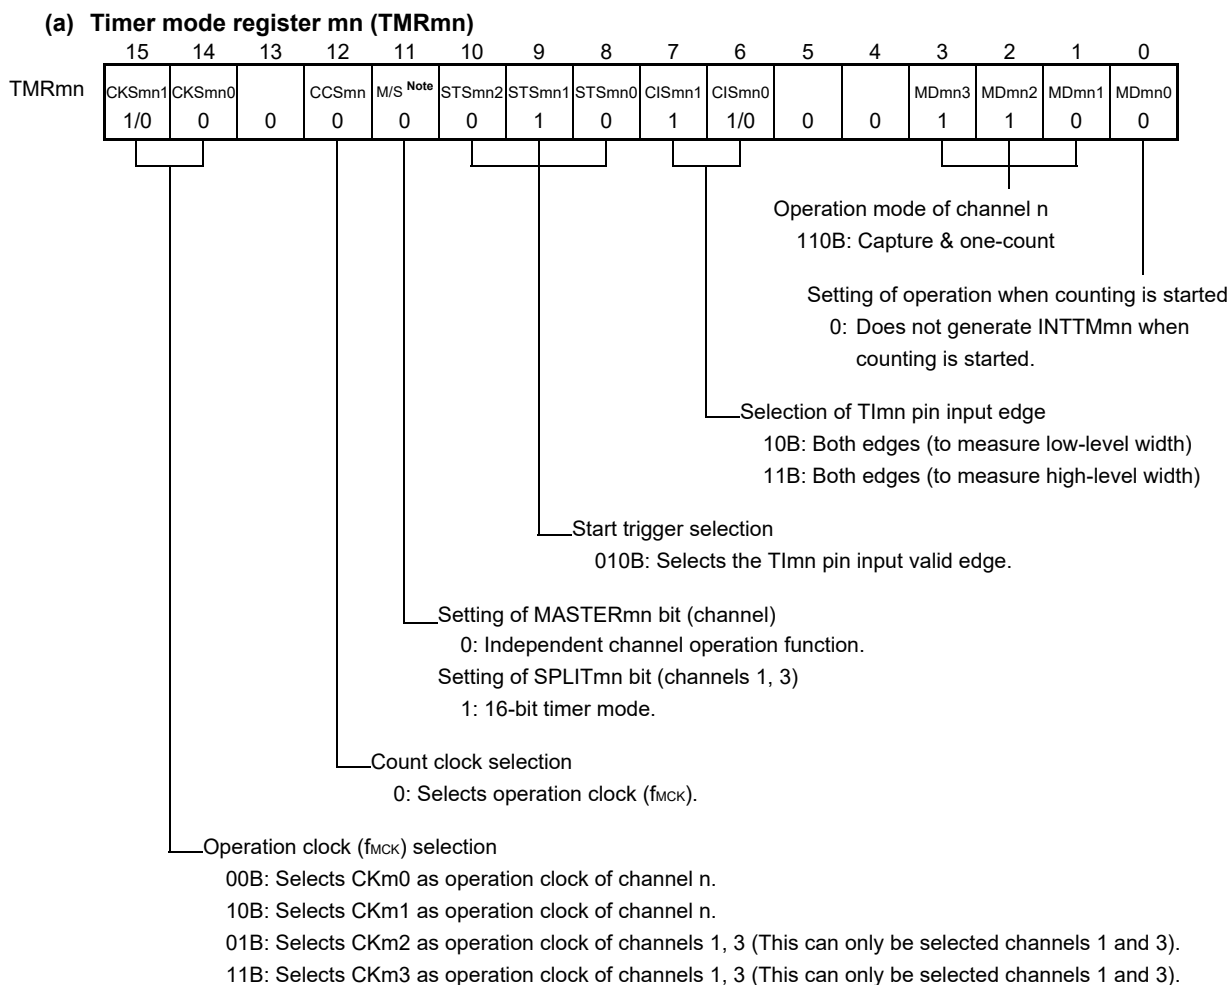 (a) Timer mode register mn (TMRmn)
15 14 13 12 11 10 9 8 7 6 5 4 3 2 1 0
TMRmn CKSmn1 CKSmn0 CCSmn M/S Note STSmn2 STSmn1 STSmn0 CISmn1 CISmn0 MDmn3 MDmn2 MDmn1 MDmn0
1/0 0 0 0 0 0 1 0 1 1/0 0 0 1 1 0 0
Operation mode of channel n
110B: Capture & one-count
Setting of operation when counting is started
0: Does not generate INTTMmn when
counting is started.
Selection of TImn pin input edge
10B: Both edges (to measure low-level width)
11B: Both edges (to measure high-level width)
Start trigger selection
010B: Selects the TImn pin input valid edge.
Setting of MASTERmn bit (channel)
0: Independent channel operation function.
Setting of SPLITmn bit (channels 1, 3)
1: 16-bit timer mode.
Count clock selection
0: Selects operation clock (fMCK).
Operation clock (fMCK) selection
00B: Selects CKm0 as operation clock of channel n.
10B: Selects CKm1 as operation clock of channel n.
01B: Selects CKm2 as operation clock of channels 1, 3 (This can only be selected channels 1 and 3).
11B: Selects CKm3 as operation clock of channels 1, 3 (This can only be selected channels 1 and 3).